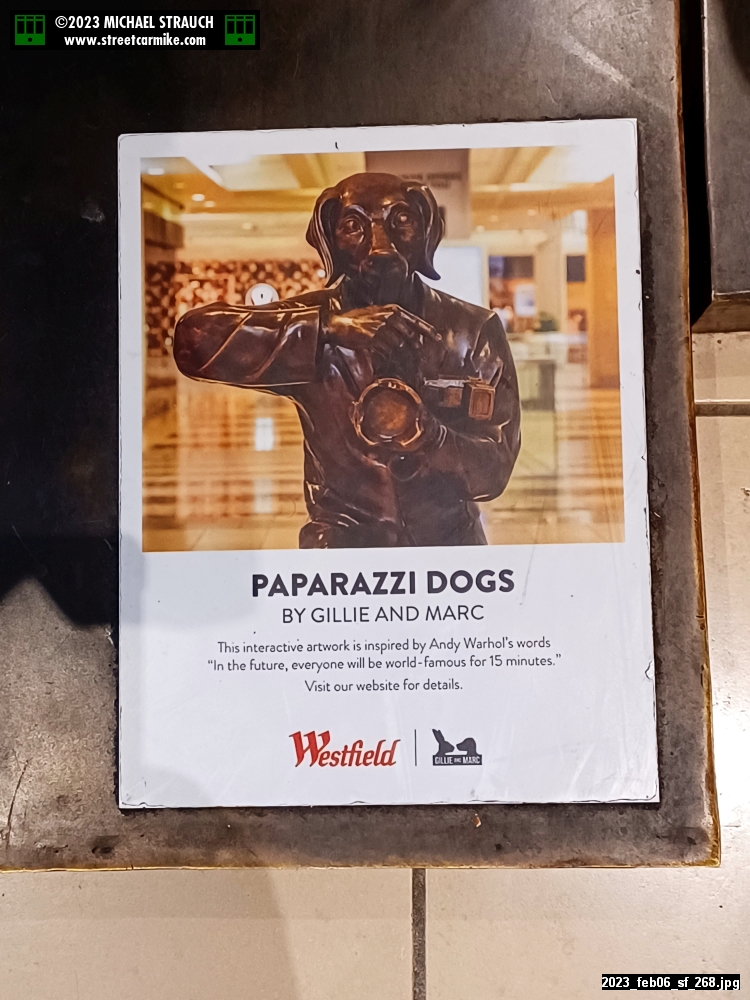 ©2023 MICHAEL STRAUCH
www.streetcarmike.com
PAPARAZZI DOGS
BY GILLIE AND MARC
This interactive artwork is inspired by Andy Warhol's words
“In the future, everyone will be world-famous for 15 minutes.”
Visit our website for details.
Westfield
GILLIE AND MARC
2023_feb06_sf_268.jpg